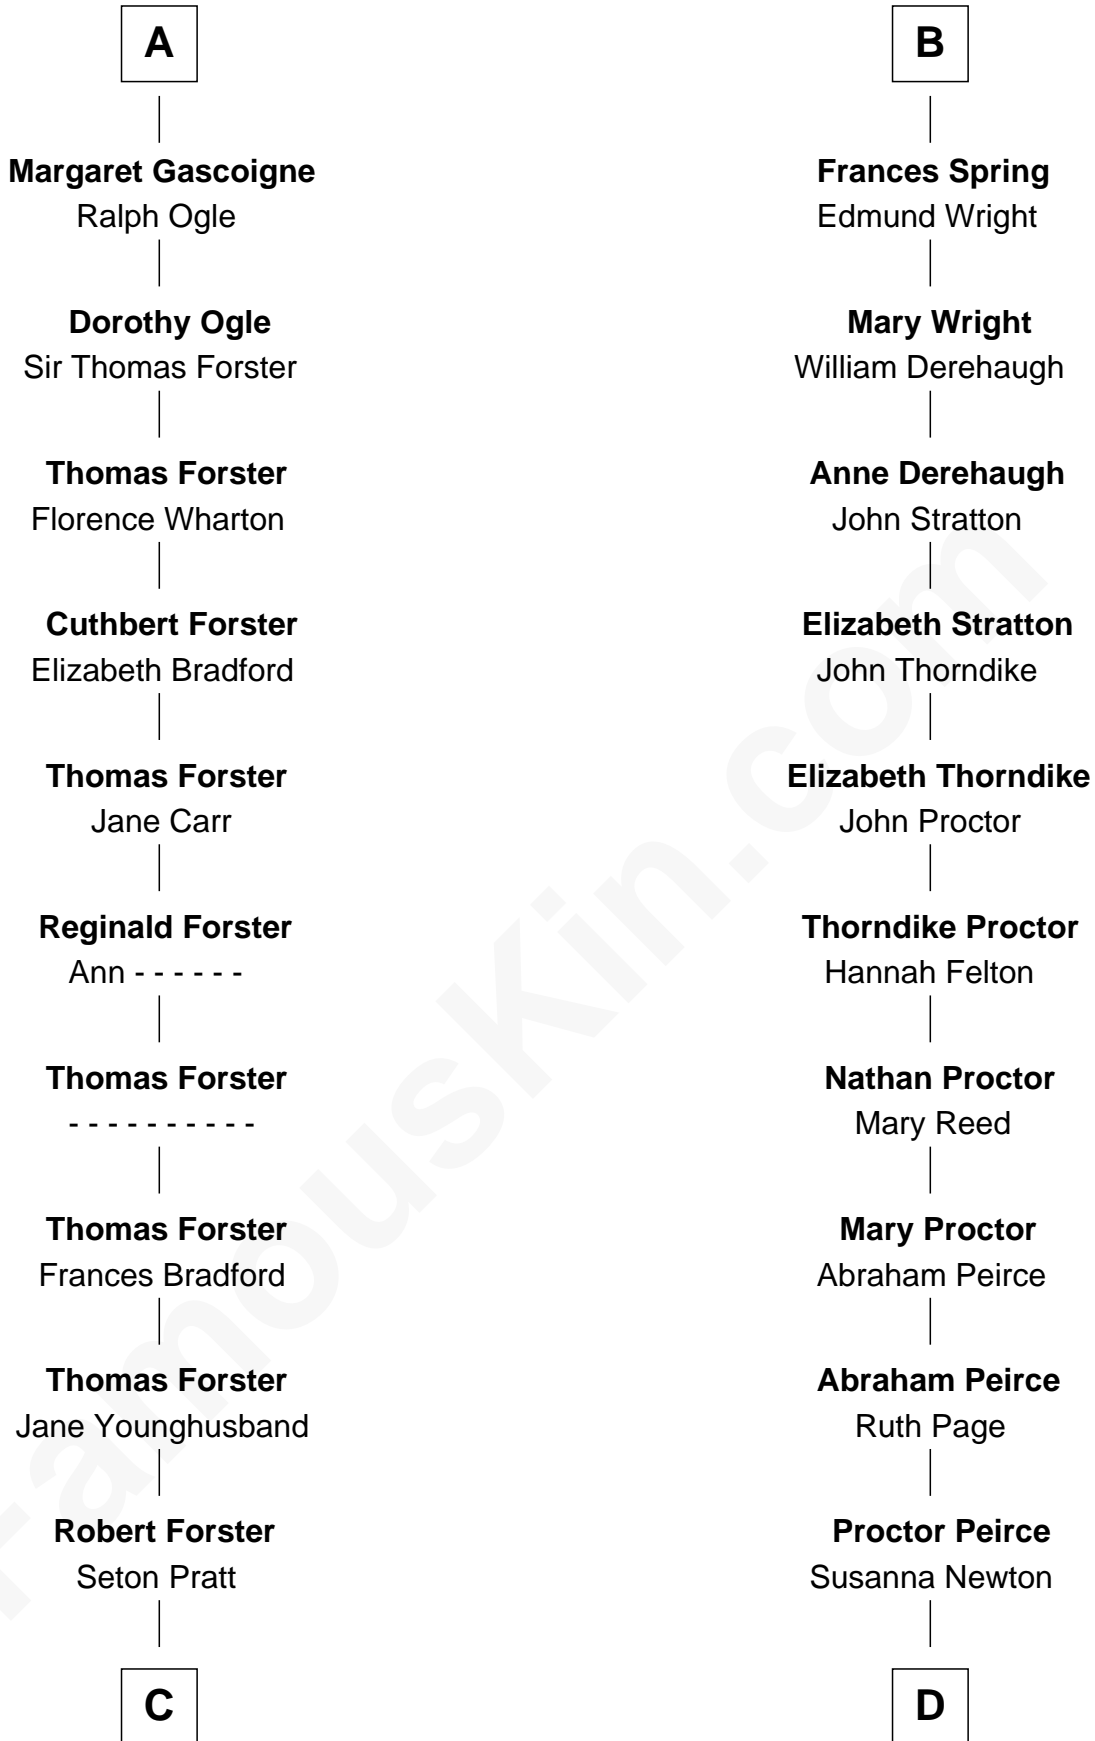 A
Margaret Gascoigne
Ralph Ogle
Dorothy Ogle
Sir Thomas Forster
Thomas Forster
Florence Wharton
Cuthbert Forster
Elizabeth Bradford
Thomas Forster
Jane Carr
Reginald Forster
Ann - - - - - -
Thomas Forster
- - - - - - - - - -
Thomas Forster
Frances Bradford
Thomas Forster
Jane Younghusband
Robert Forster
Seton Pratt
C
B
Frances Spring
Edmund Wright
Mary Wright
William Derehaugh
Anne Derehaugh
John Stratton
Elizabeth Stratton
John Thorndike
Elizabeth Thorndike
John Proctor
Thorndike Proctor
Hannah Felton
Nathan Proctor
Mary Reed
Mary Proctor
Abraham Peirce
Abraham Peirce
Ruth Page
Proctor Peirce
Susanna Newton
D
FamousKin.com